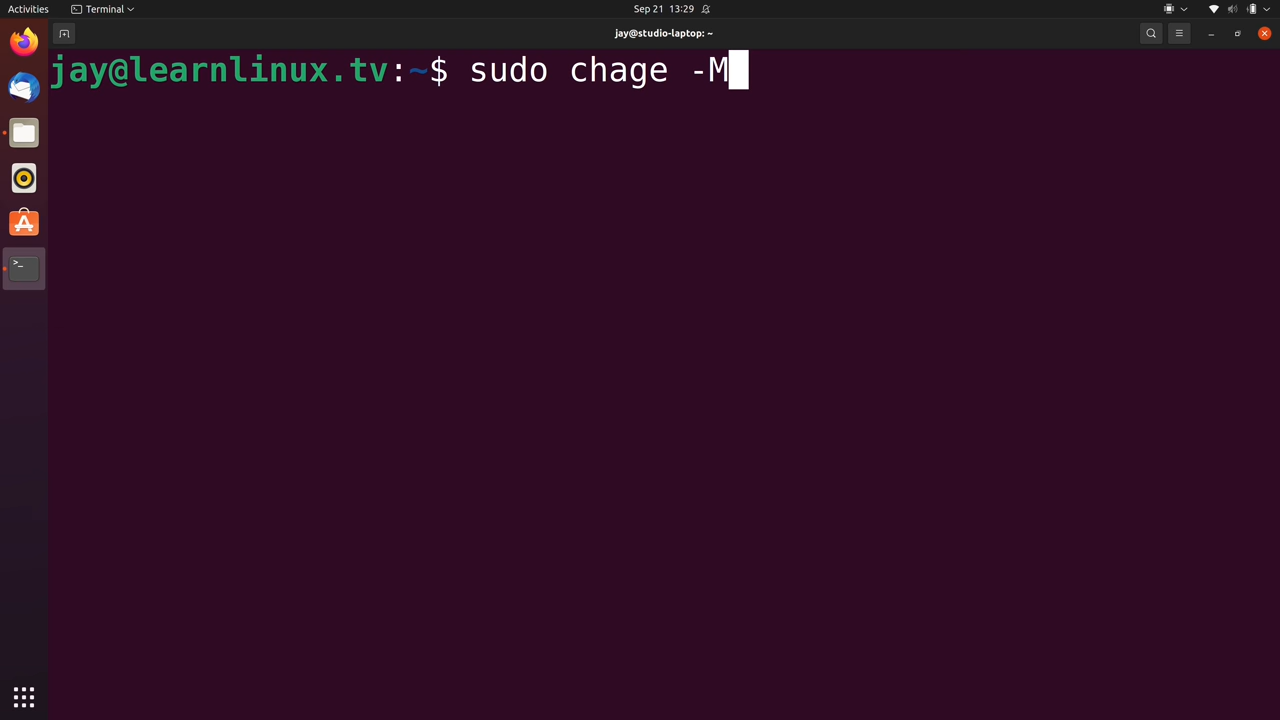 Activities Terminal Sep 21 13:29
jay@studio-laptop: ~
jay@learnlinux.tv:~$ sudo chage -M
>_